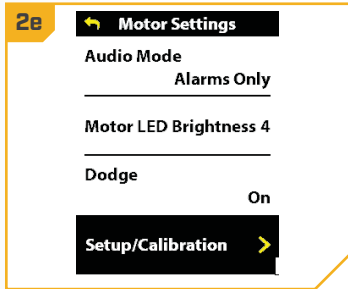 2e
Motor Settings
Audio Mode
Alarms Only
Motor LED Brightness 4
Dodge
On
Setup/Calibration